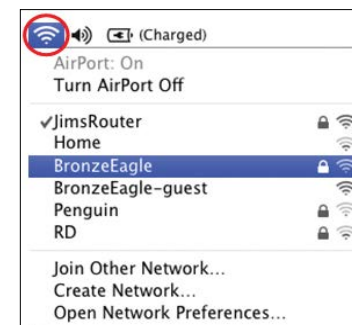 (Charged)
AirPort: On
Turn AirPort Off
JimsRouter
Home
BronzeEagle
BronzeEagle-guest
Penguin
RD
Join Other Network...
Create Network...
Open Network Preferences...